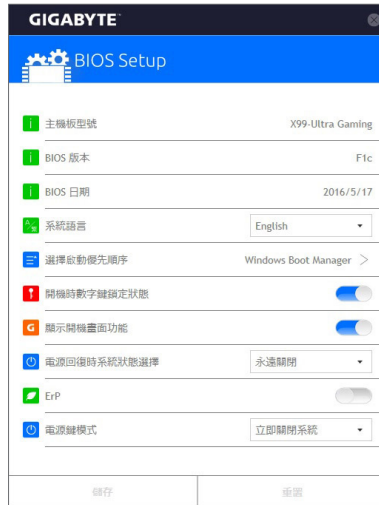 GIGABYTE™
BIOS Setup
主機板型號 X99-Ultra Gaming
BIOS 版本 F1c
BIOS 日期 2016/5/17
系統語言 English
選擇啟動優先順序 Windows Boot Manager >
開機時數字鍵鎖定狀態
顯示開機畫面功能
電源回復時系統狀態選擇 永遠關閉
ErP
電源鍵模式 立即關閉系統
儲存 重置